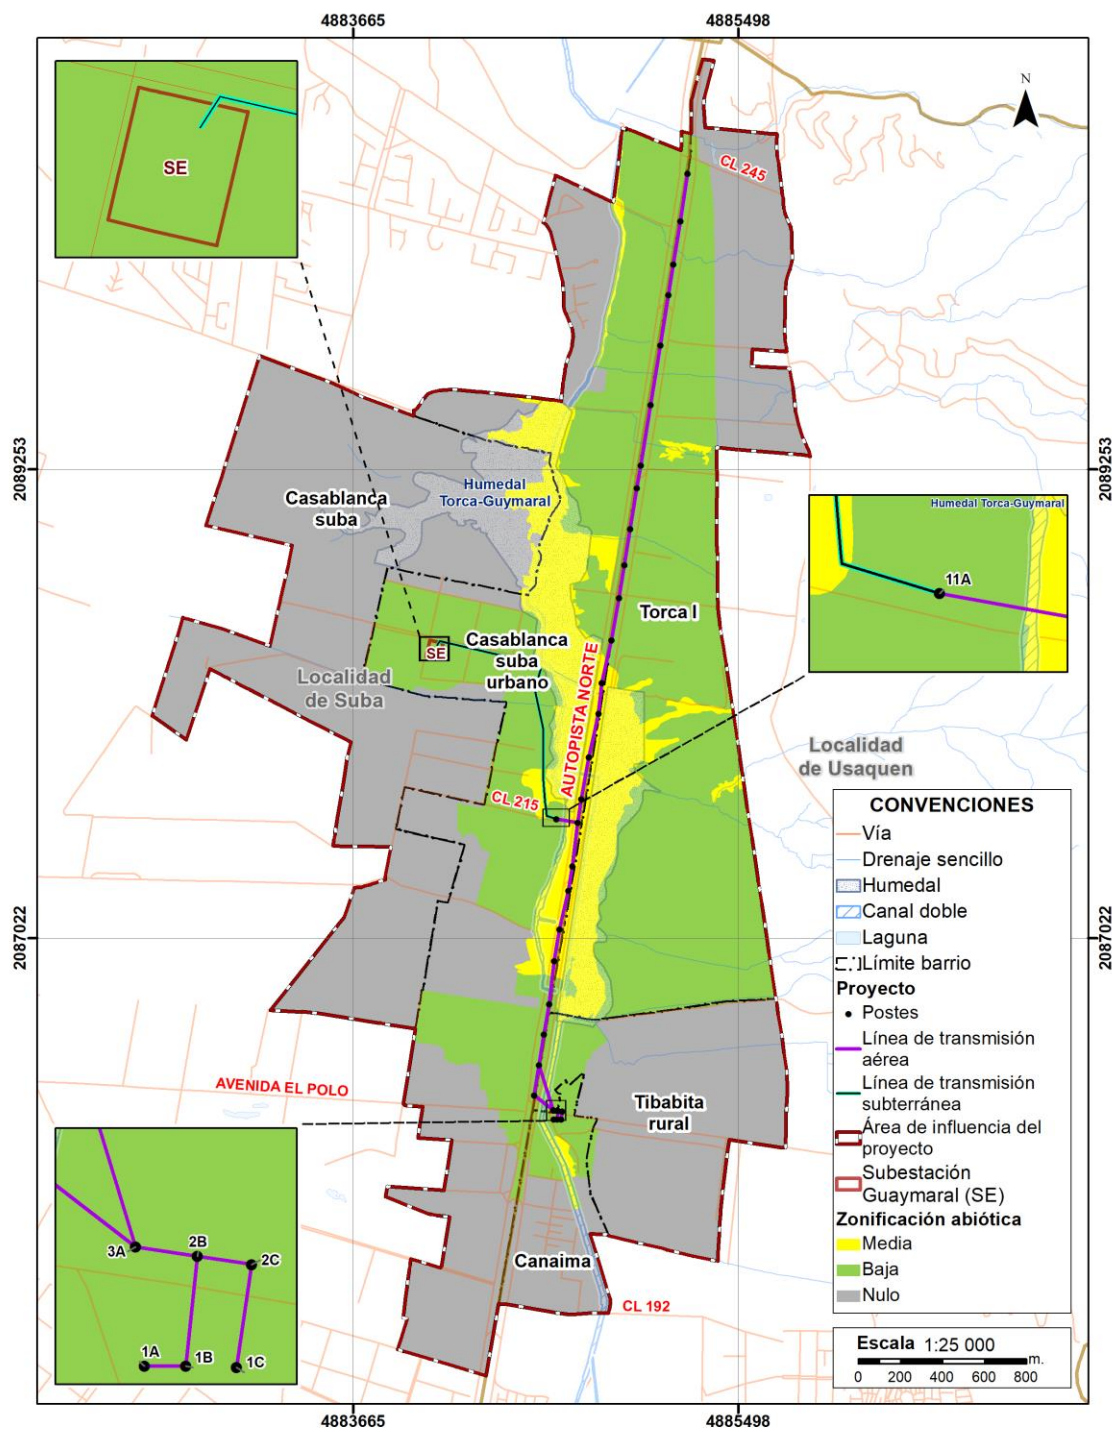 4883665
4885498
N
SE
CL 245
2089253
2089253
Humedal
Torca-Guymaral
Casablanca
suba
Humedal Torca-Guymaral
11A
Torca I
SE
Casablanca
suba
urbano
Localidad
de Suba
AUTOPISTA NORTE
Localidad
de Usaquen
CL 215
2087022
2087022
AVENIDA EL POLO
Tibabita
rural
3A
2B
2C
1A
1B
1C
Canaima
CL 192
CONVENCIONES
Vía
Drenaje sencillo
Humedal
Canal doble
Laguna
Límite barrio
Proyecto
Postes
Línea de transmisión
aérea
Línea de transmisión
subterránea
Área de influencia del
proyecto
Subestación
Guaymaral (SE)
Zonificación abiótica
Media
Baja
Nulo
Escala 1:25 000
m.
0 200 400 600 800
4883665
4885498